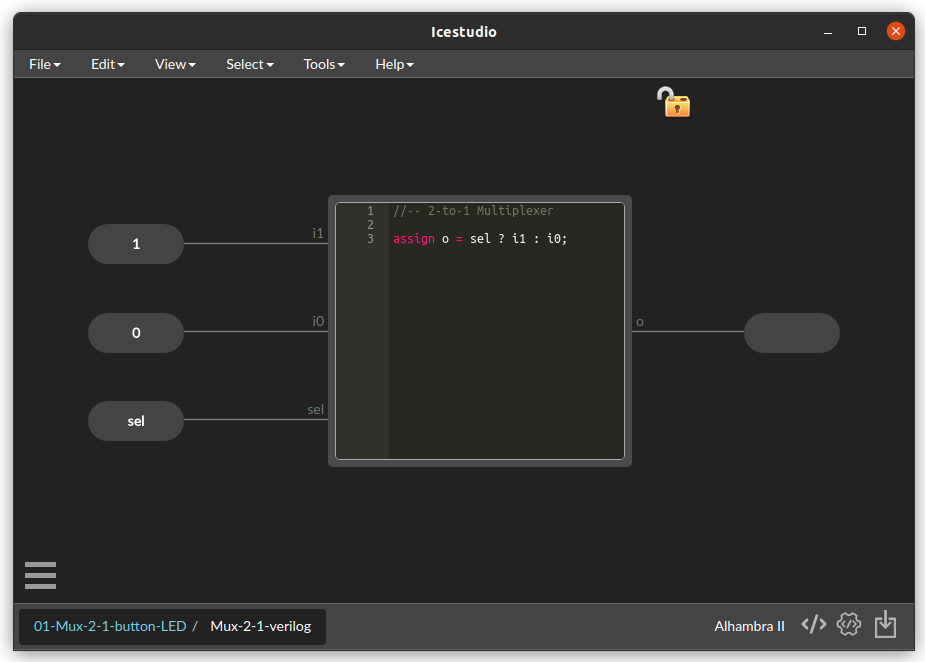 Icestudio
File Edit View Select Tools Help
1
0
sel
i1
i0
sel
1 //-- 2-to-1 Multiplexer
2
3 assign o = sel ? i1 : i0;
o
01-Mux-2-1-button-LED / Mux-2-1-verilog
Alhambra II </> </>